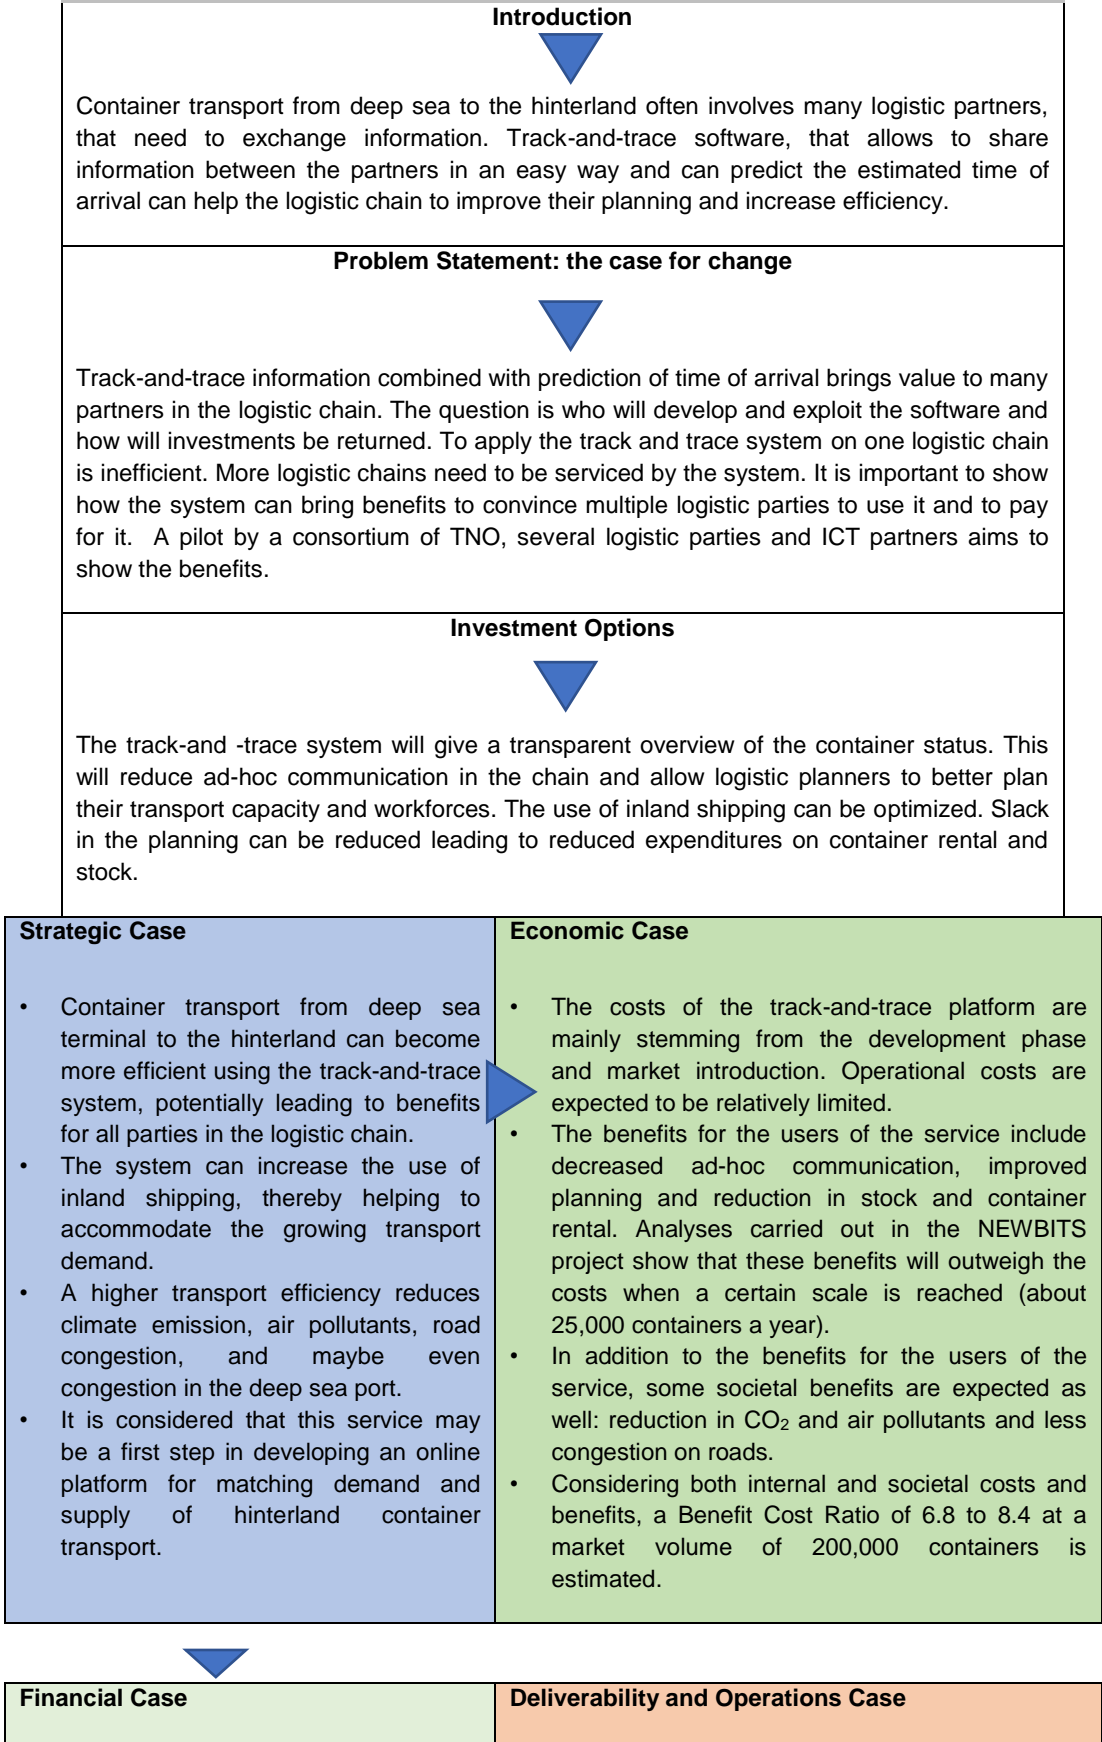 Introduction
Container transport from deep sea to the hinterland often involves many logistic partners,
that need to exchange information. Track-and-trace software, that allows to share
information between the partners in an easy way and can predict the estimated time of
arrival can help the logistic chain to improve their planning and increase efficiency.
Problem Statement: the case for change
Track-and-trace information combined with prediction of time of arrival brings value to many
partners in the logistic chain. The question is who will develop and exploit the software and
how will investments be returned. To apply the track and trace system on one logistic chain
is inefficient. More logistic chains need to be serviced by the system. It is important to show
how the system can bring benefits to convince multiple logistic parties to use it and to pay
for it. A pilot by a consortium of TNO, several logistic parties and ICT partners aims to
show the benefits.
Investment Options
The track-and -trace system will give a transparent overview of the container status. This
will reduce ad-hoc communication in the chain and allow logistic planners to better plan
their transport capacity and workforces. The use of inland shipping can be optimized. Slack
in the planning can be reduced leading to reduced expenditures on container rental and
stock.
Strategic Case
• Container transport from deep sea
terminal to the hinterland can become
more efficient using the track-and-trace
system, potentially leading to benefits
for all parties in the logistic chain.
• The system can increase the use of
inland shipping, thereby helping to
accommodate the growing transport
demand.
• A higher transport efficiency reduces
climate emission, air pollutants, road
congestion, and maybe even
congestion in the deep sea port.
• It is considered that this service may
be a first step in developing an online
platform for matching demand and
supply of hinterland container
transport.
Economic Case
• The costs of the track-and-trace platform are
mainly stemming from the development phase
and market introduction. Operational costs are
expected to be relatively limited.
• The benefits for the users of the service include
decreased ad-hoc communication, improved
planning and reduction in stock and container
rental. Analyses carried out in the NEWBITS
project show that these benefits will outweigh the
costs when a certain scale is reached (about
25,000 containers a year).
• In addition to the benefits for the users of the
service, some societal benefits are expected as
well: reduction in CO₂ and air pollutants and less
congestion on roads.
• Considering both internal and societal costs and
benefits, a Benefit Cost Ratio of 6.8 to 8.4 at a
market volume of 200,000 containers is
estimated.
Financial Case
Deliverability and Operations Case